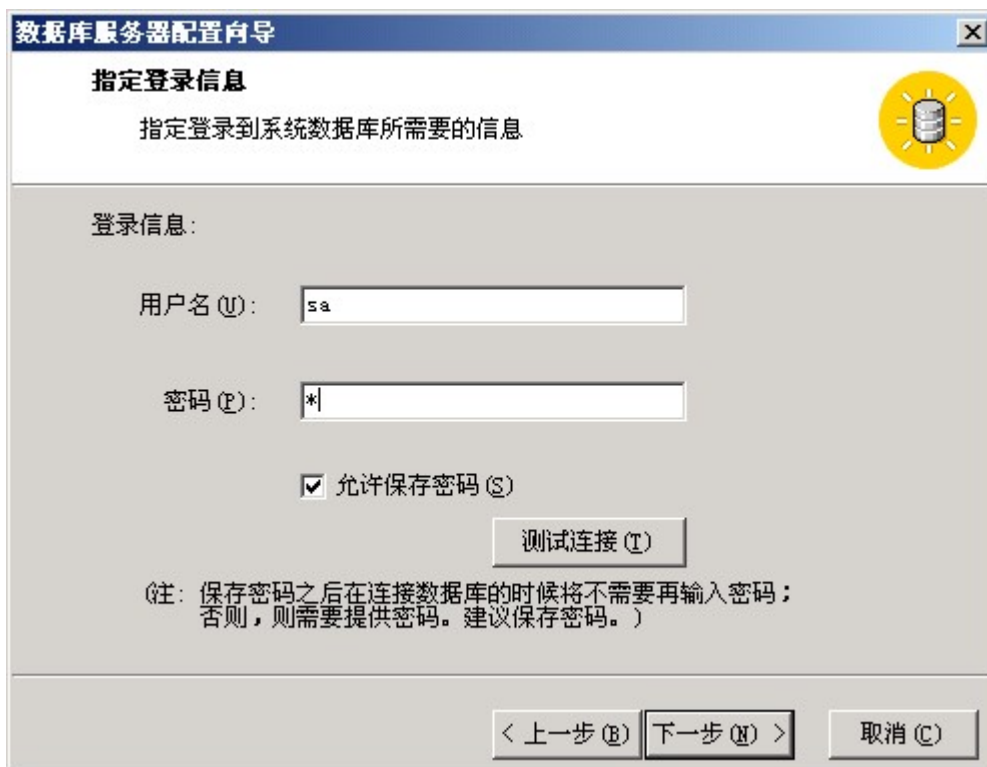 数据库服务器配置向导
指定登录信息
指定登录到系统数据库所需要的信息
登录信息:
用户名(U): sa
密码(P): *
允许保存密码(S)
测试连接(T)
(注: 保存密码之后在连接数据库的时候将不需要再输入密码;
否则,则需要提供密码。建议保存密码。)
< 上一步(B) 下一步(N) > 取消(C)